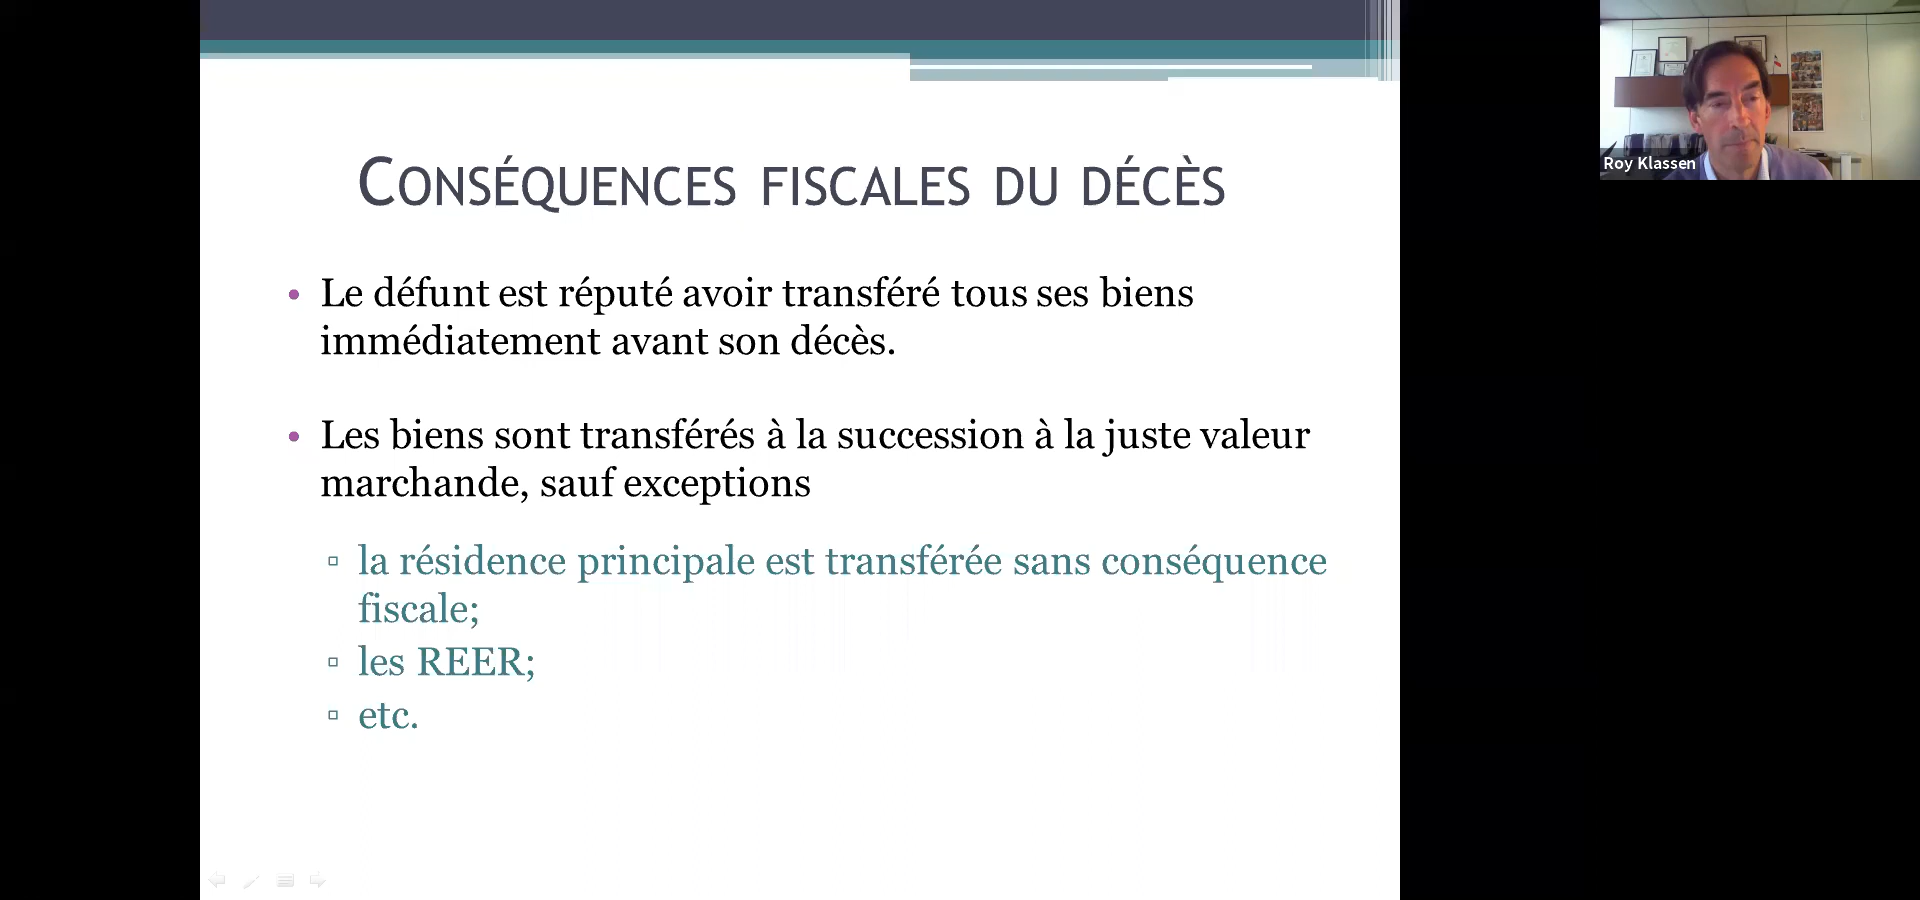 CONSÉQUENCES FISCALES DU DÉCÈS
• Le défunt est réputé avoir transféré tous ses biens
immédiatement avant son décès.
• Les biens sont transférés à la succession à la juste valeur
marchande, sauf exceptions
▫ la résidence principale est transférée sans conséquence
fiscale;
▫ les REER;
▫ etc.
Roy Klassen